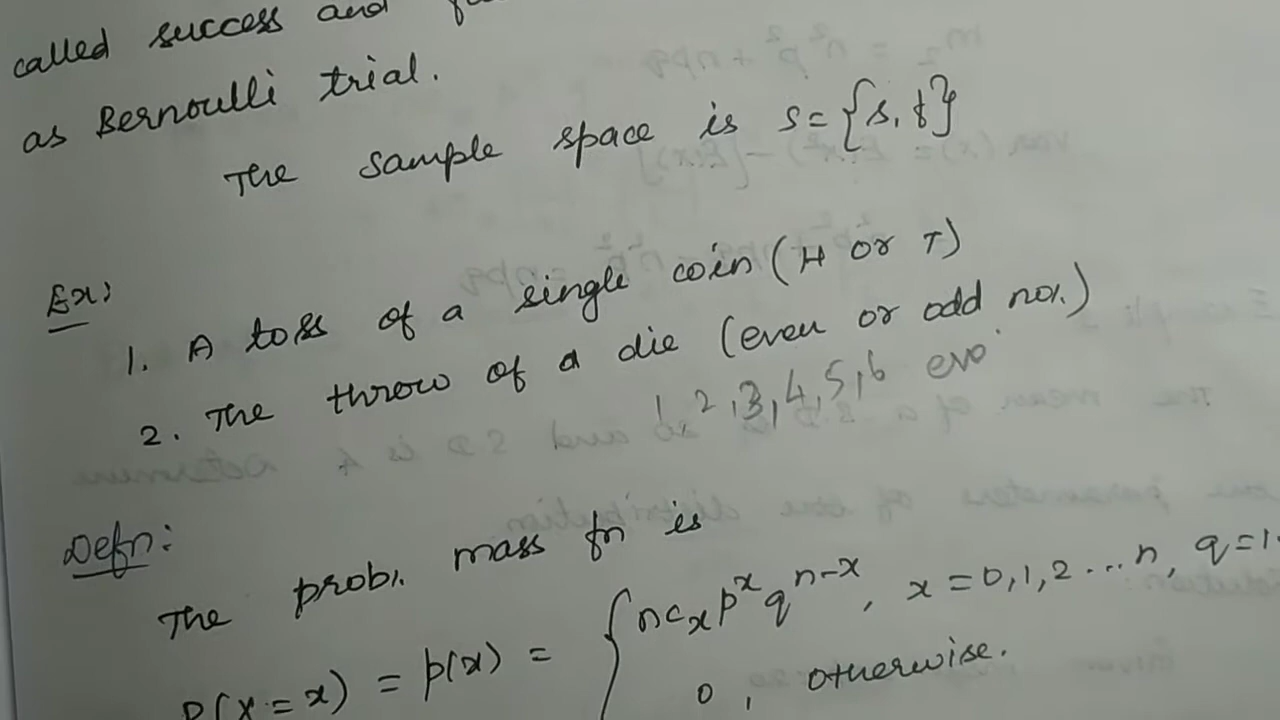 called success and
as Bernoulli trial.
The sample space is S = {s, f}
Ex:
1. A toss of a single coin (H or T)
2. The throw of a die (even or odd no.)
1, 2, 3, 4, 5, 6 eve
Defn:
The prob. mass fn is
P(X = x) = p(x) = { nCx p^x q^(n-x), x = 0, 1, 2 ... n, q = 1-
0, otherwise.